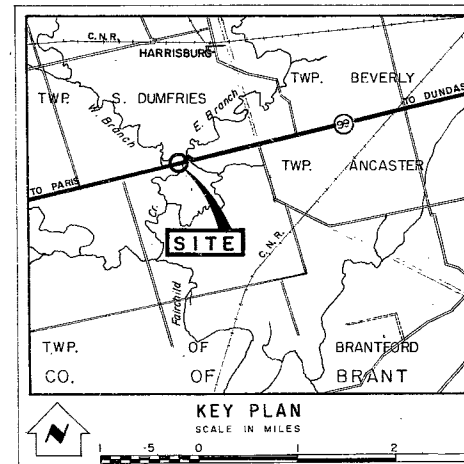 C.N.R.
HARRISBURG
TWP. BEVERLY
TWP. S. DUMFRIES
W. Branch
E. Branch
TO DUNDAS
99
TWP. ANCASTER
TO PARIS
Cr.
SITE
C.N.R.
Fairchild
TWP. OF BRANTFORD
CO. OF BRANT
N
KEY PLAN
SCALE IN MILES
1 .5 0 1 2